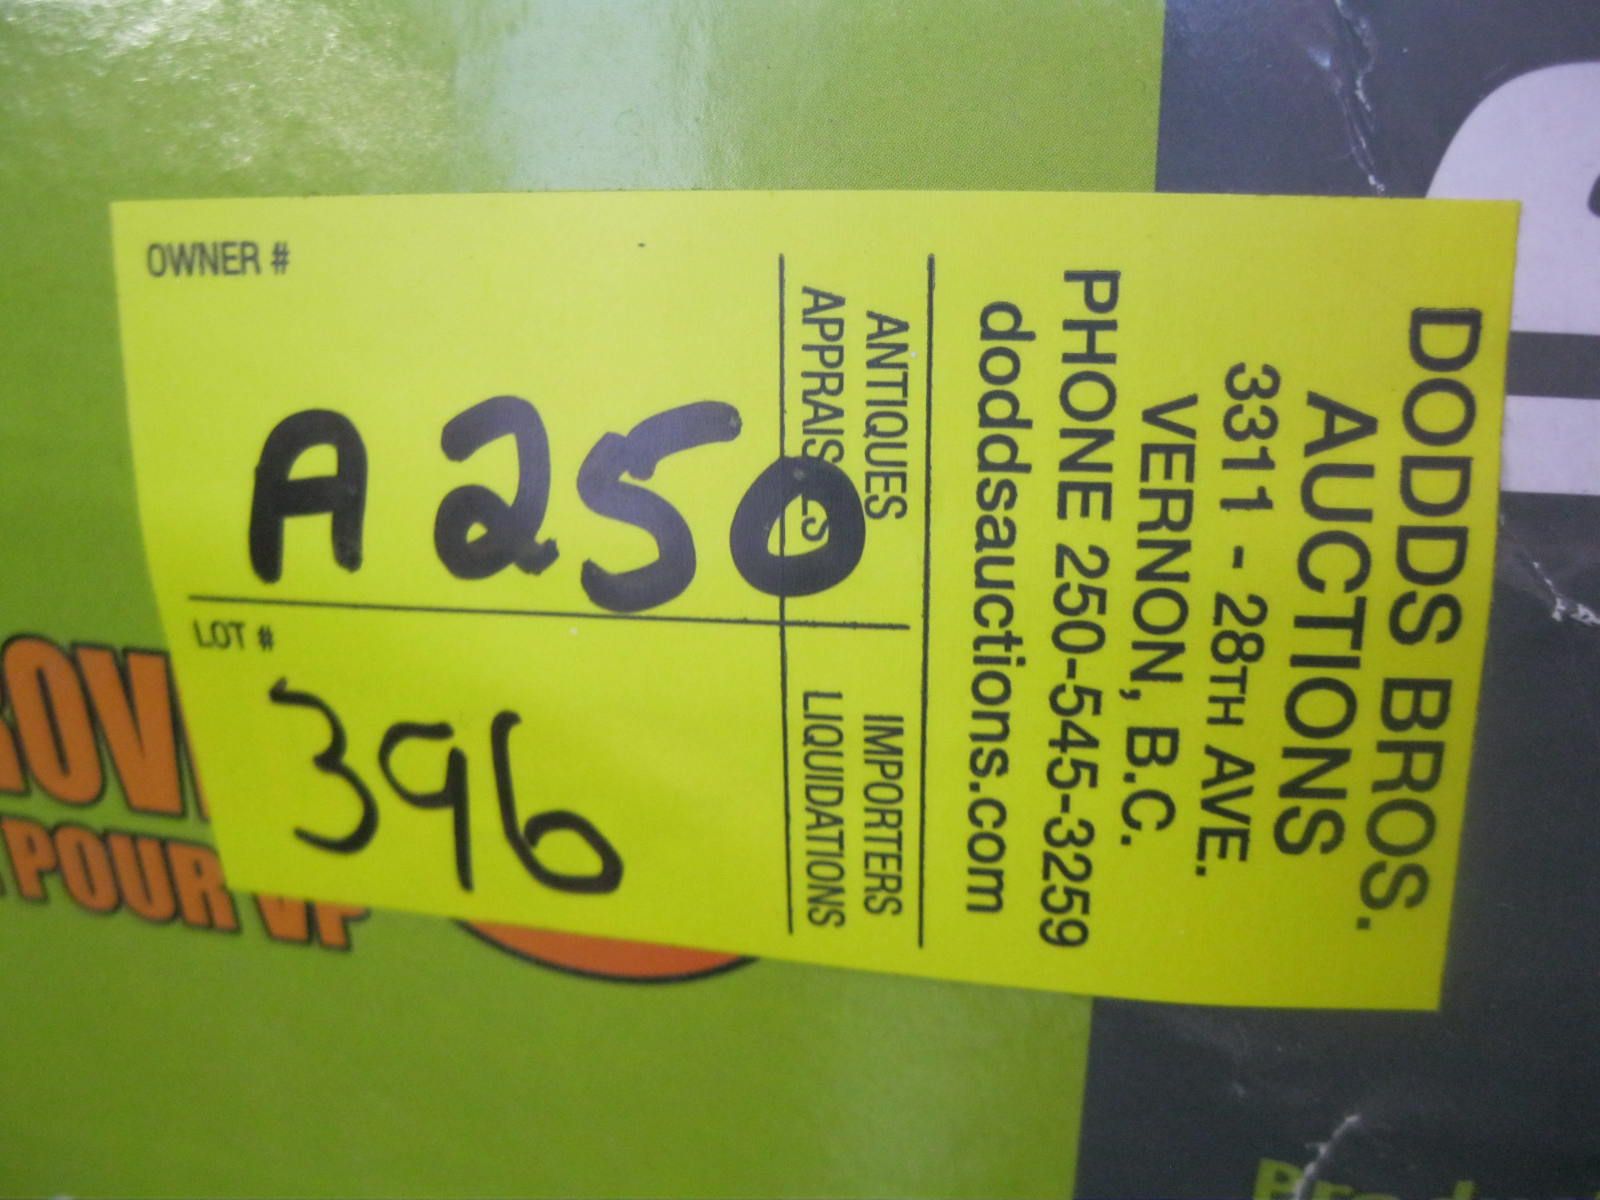 DODDS BROS.
AUCTIONS
3311 - 28TH AVE.
VERNON, B.C.
PHONE 250-545-3259
doddsauctions.com
ANTIQUES IMPORTERS
APPRAISALS LIQUIDATIONS
OWNER #
A250
LOT #
396
POUR VP